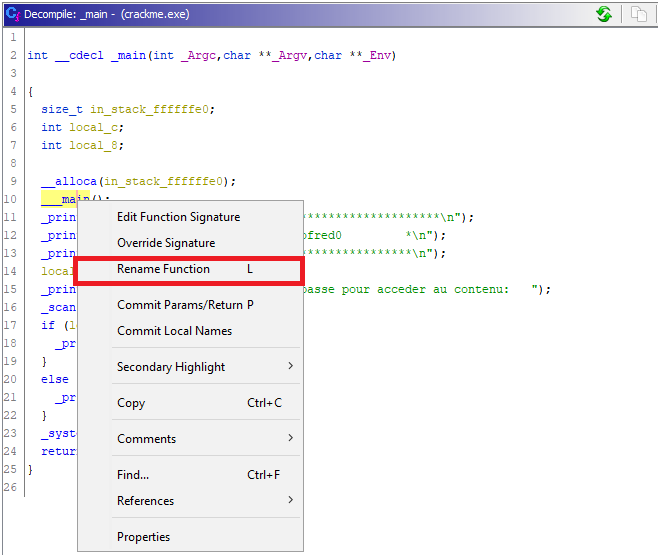 Decompile: _main - (crackme.exe)
1
2 int __cdecl _main(int _Argc,char **_Argv,char **_Env)
3
4 {
5 size_t in_stack_ffffffe0;
6 int local_c;
7 int local_8;
8
9 __alloca(in_stack_ffffffe0);
10 ___main();
11 _prin ********************\n");
12 _prin ofred0 *\n");
13 _prin ********************\n");
14 local
15 _prin passe pour acceder au contenu: ");
16 _scan
17 if (lo
18 _pr
19 }
20 else
21 _pr
22 }
23 _syste
24 return
25 }
26
Edit Function Signature
Override Signature
Rename Function L
Commit Params/Return P
Commit Local Names
Secondary Highlight
Copy Ctrl+C
Comments
Find... Ctrl+F
References
Properties